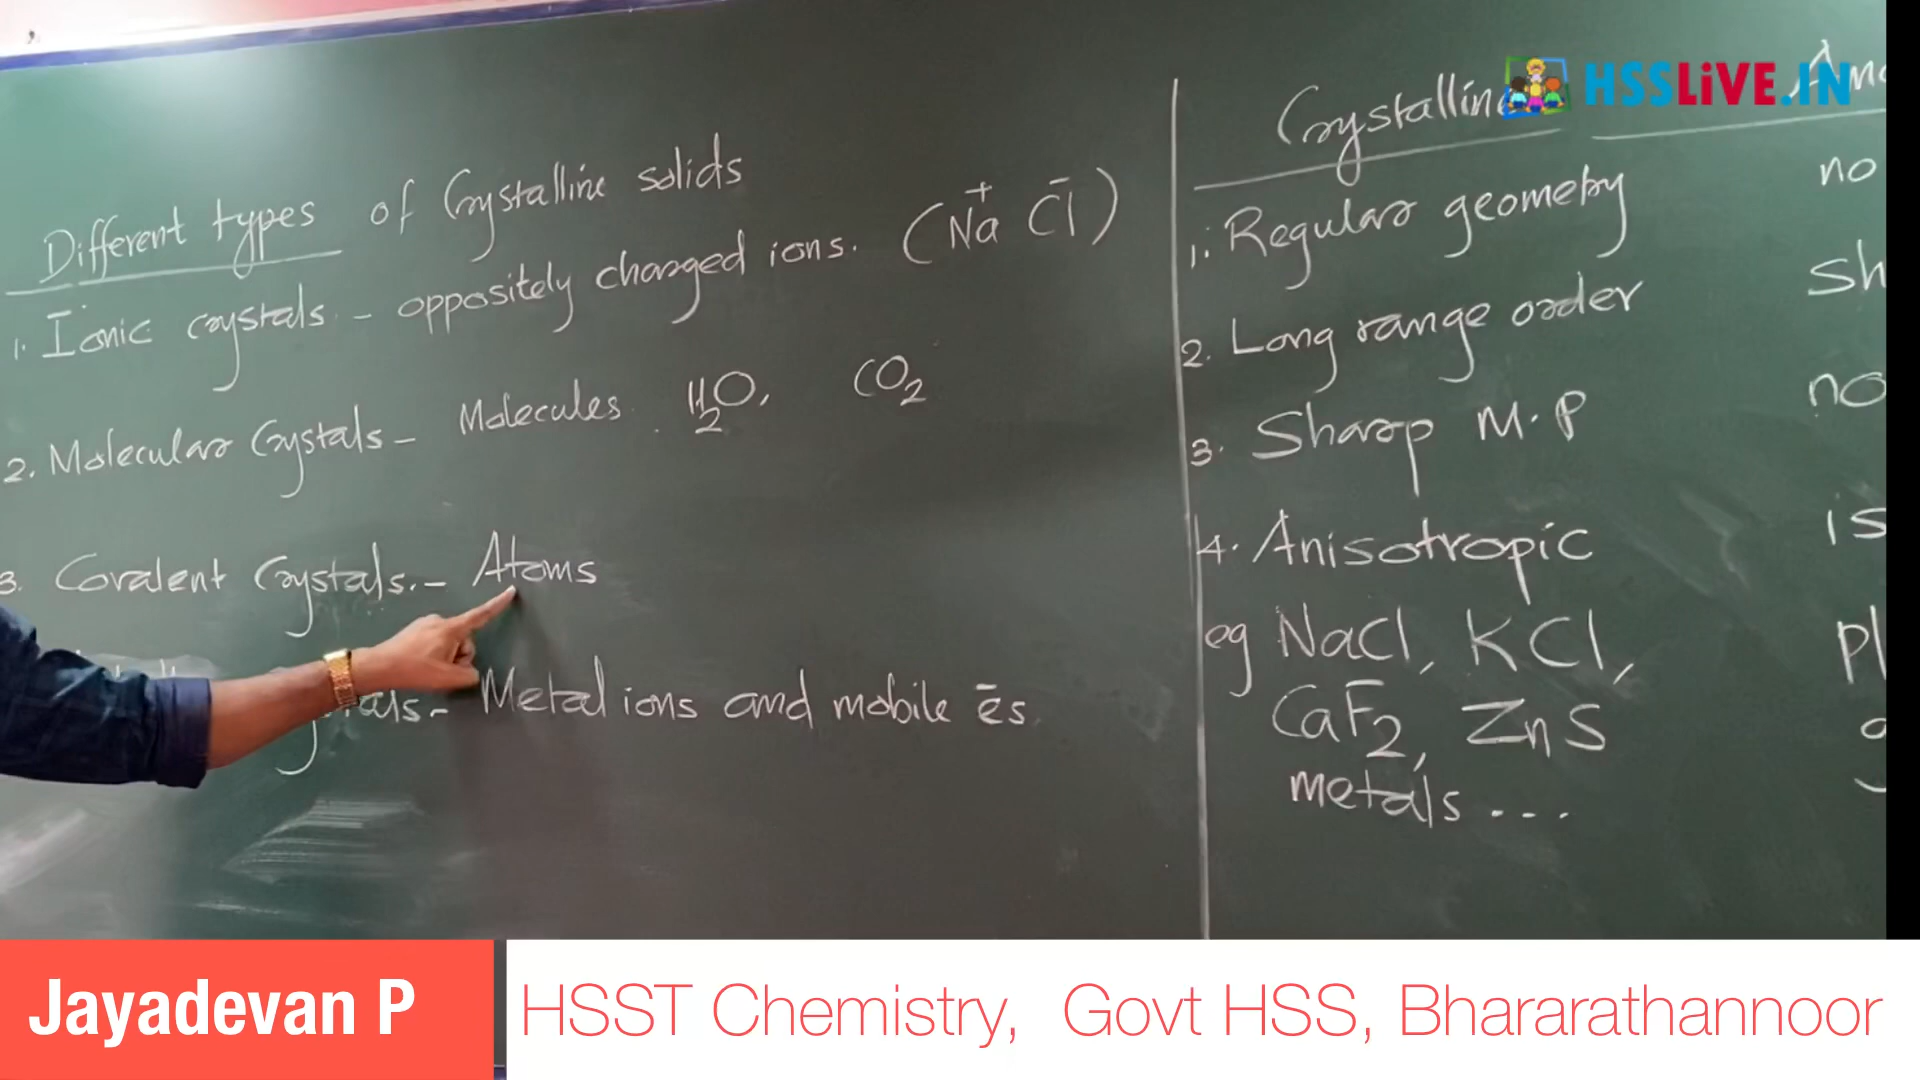 Different types of Crystalline solids
1. Ionic crystals - oppositely charged ions. (Na+ Cl-)
2. Molecular Crystals - Molecules. H2O, CO2
3. Covalent Crystals. - Atoms
Metal ions and mobile ēs
Crystalline
1. Regular geometry
2. Long range order
3. Sharp M.P
4. Anisotropic
eg NaCl, KCl,
CaF2, ZnS
metals ...
no
sh
no
is
pl
HSSLiVE.IN
Jayadevan P
HSST Chemistry, Govt HSS, Bhararathannoor